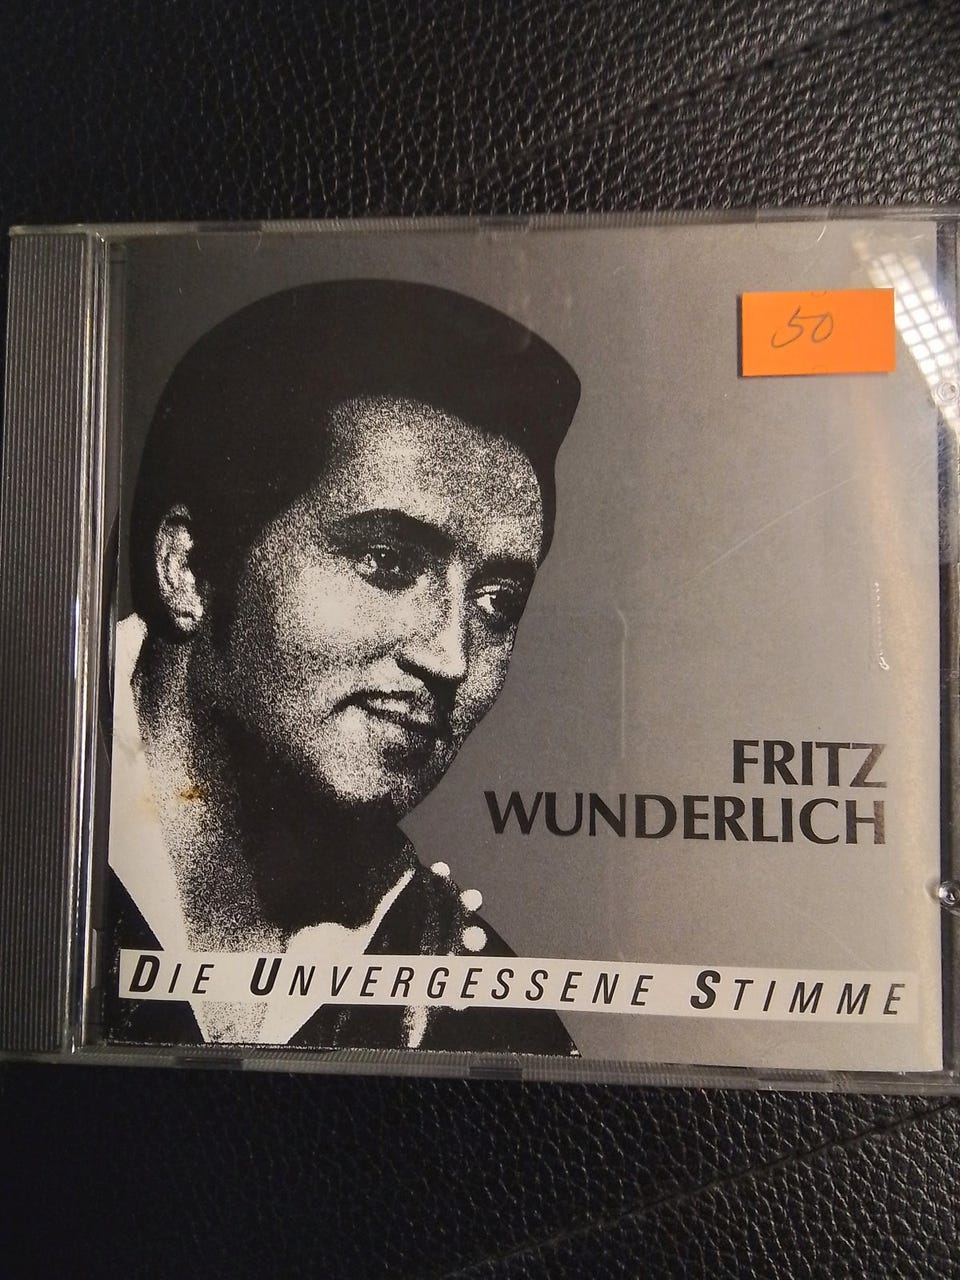 50
FRITZ
WUNDERLICH
DIE UNVERGESSENE STIMME